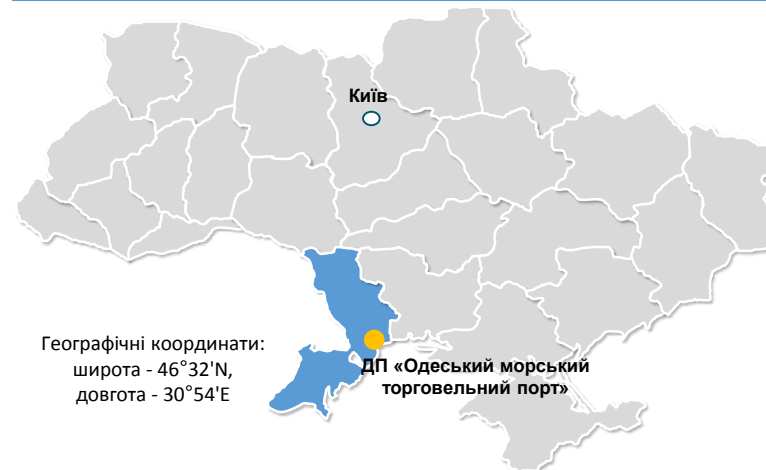 Київ
Географічні координати:
широта - 46°32'N,
довгота - 30°54'E
ДП «Одеський морський
торговельний порт»